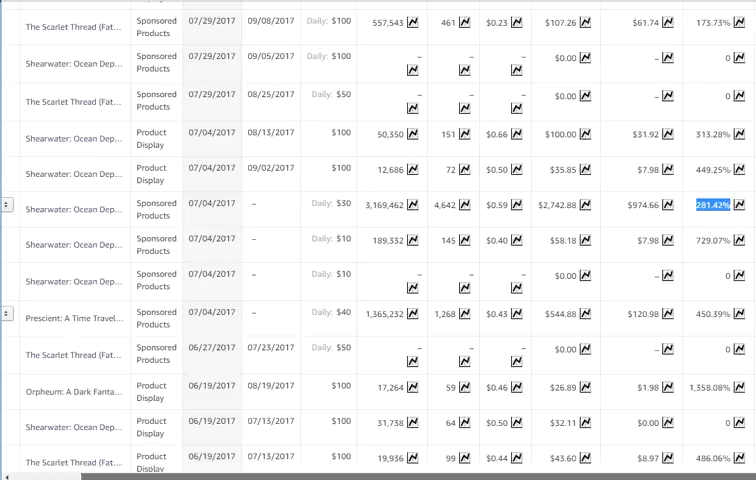 The Scarlet Thread (Fat... Sponsored Products 07/29/2017 09/08/2017 Daily: $100 557,543 461 $0.23 $107.26 $61.74 173.73%
Shearwater: Ocean Dep... Sponsored Products 07/29/2017 09/05/2017 Daily: $100 – – – $0.00 – 0
The Scarlet Thread (Fat... Sponsored Products 07/29/2017 08/25/2017 Daily: $50 – – – $0.00 – 0
Shearwater: Ocean Dep... Product Display 07/04/2017 08/13/2017 $100 50,350 151 $0.66 $100.00 $31.92 313.28%
Shearwater: Ocean Dep... Product Display 07/04/2017 09/02/2017 $100 12,686 72 $0.50 $35.85 $7.98 449.25%
Shearwater: Ocean Dep... Sponsored Products 07/04/2017 – Daily: $30 3,169,462 4,642 $0.59 $2,742.88 $974.66 281.42%
Shearwater: Ocean Dep... Sponsored Products 07/04/2017 – Daily: $10 189,332 145 $0.40 $58.18 $7.98 729.07%
Shearwater: Ocean Dep... Sponsored Products 07/04/2017 – Daily: $10 – – – $0.00 – 0
Prescient: A Time Travel... Sponsored Products 07/04/2017 – Daily: $40 1,365,232 1,268 $0.43 $544.88 $120.98 450.39%
The Scarlet Thread (Fat... Sponsored Products 06/27/2017 07/23/2017 Daily: $50 – – – $0.00 – 0
Orpheum: A Dark Fanta... Product Display 06/19/2017 08/19/2017 $100 17,264 59 $0.46 $26.89 $1.98 1,358.08%
Shearwater: Ocean Dep... Product Display 06/19/2017 07/13/2017 $100 31,738 64 $0.50 $32.11 $0.00 0
The Scarlet Thread (Fat... Product Display 06/19/2017 07/13/2017 $100 19,936 99 $0.44 $43.60 $8.97 486.06%